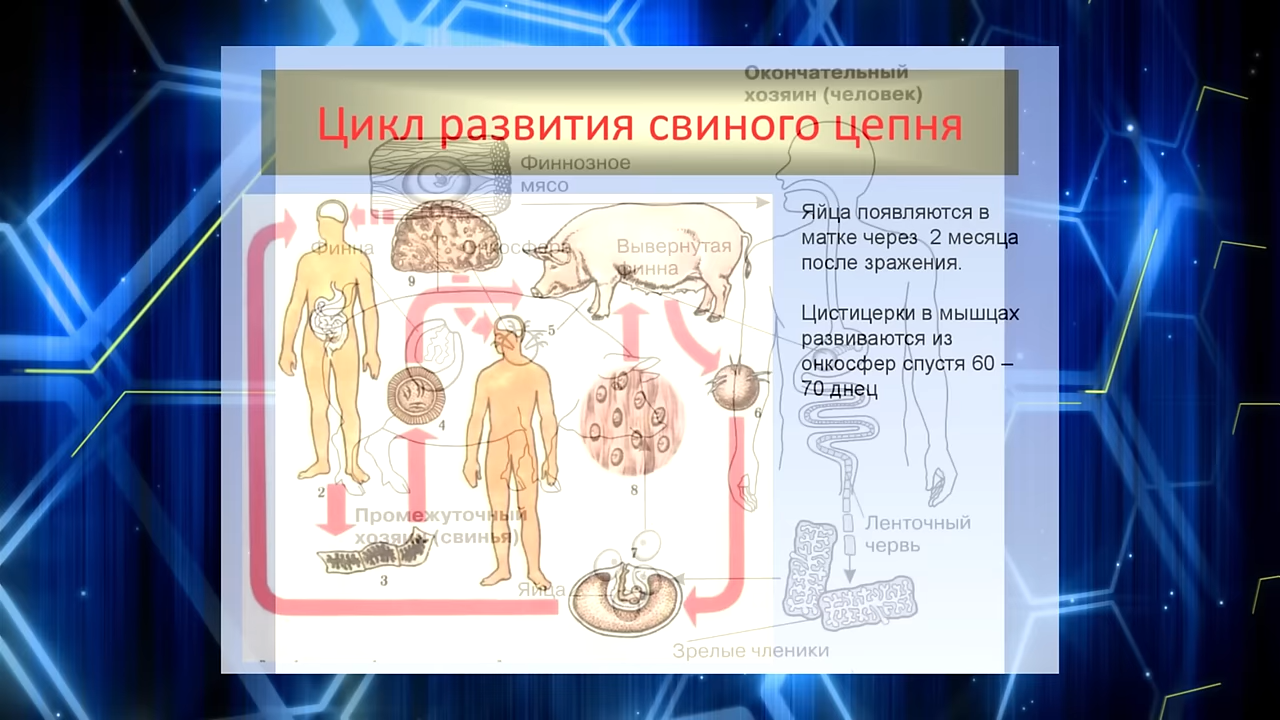 Окончательный
хозяин (человек)
Цикл развития свиного цепня
Финнозное
мясо
Яйца появляются в
матке через 2 месяца
после зражения.
Финна
Онкосфера
Вывернутая
финна
9
Цистицерки в мышцах
развиваются из
онкосфер спустя 60 –
70 днец
5
6
4
2
8
Промежуточный
хозяин (свинья)
Ленточный
червь
3
7
Яйца
Зрелые членики